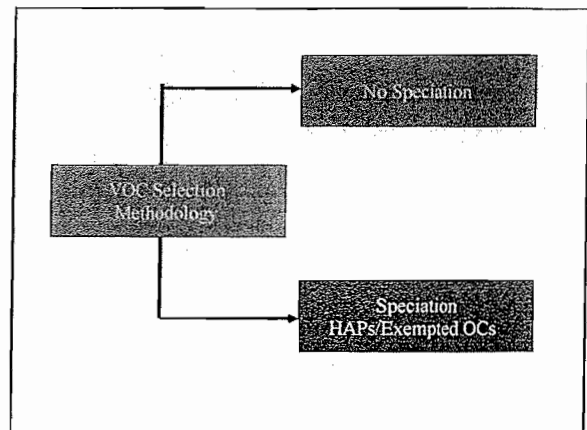 No Speciation
VOC Selection
Methodology
Speciation
HAPs/Exempted OCs